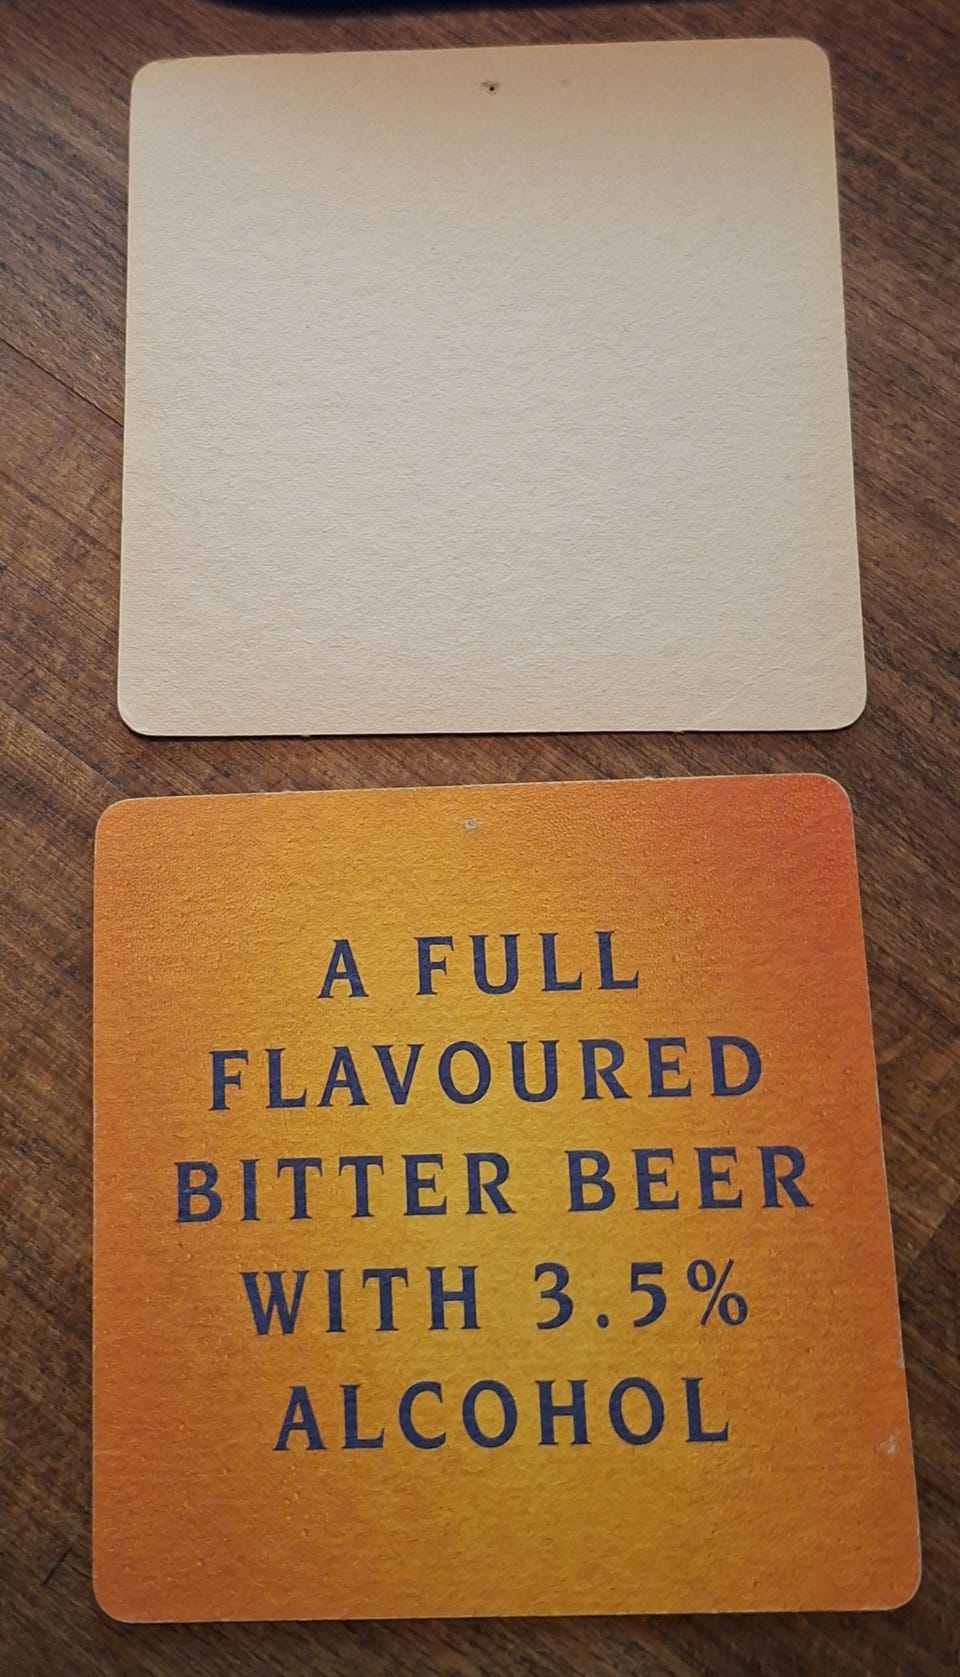 A FULL
FLAVOURED
BITTER BEER
WITH 3.5%
ALCOHOL